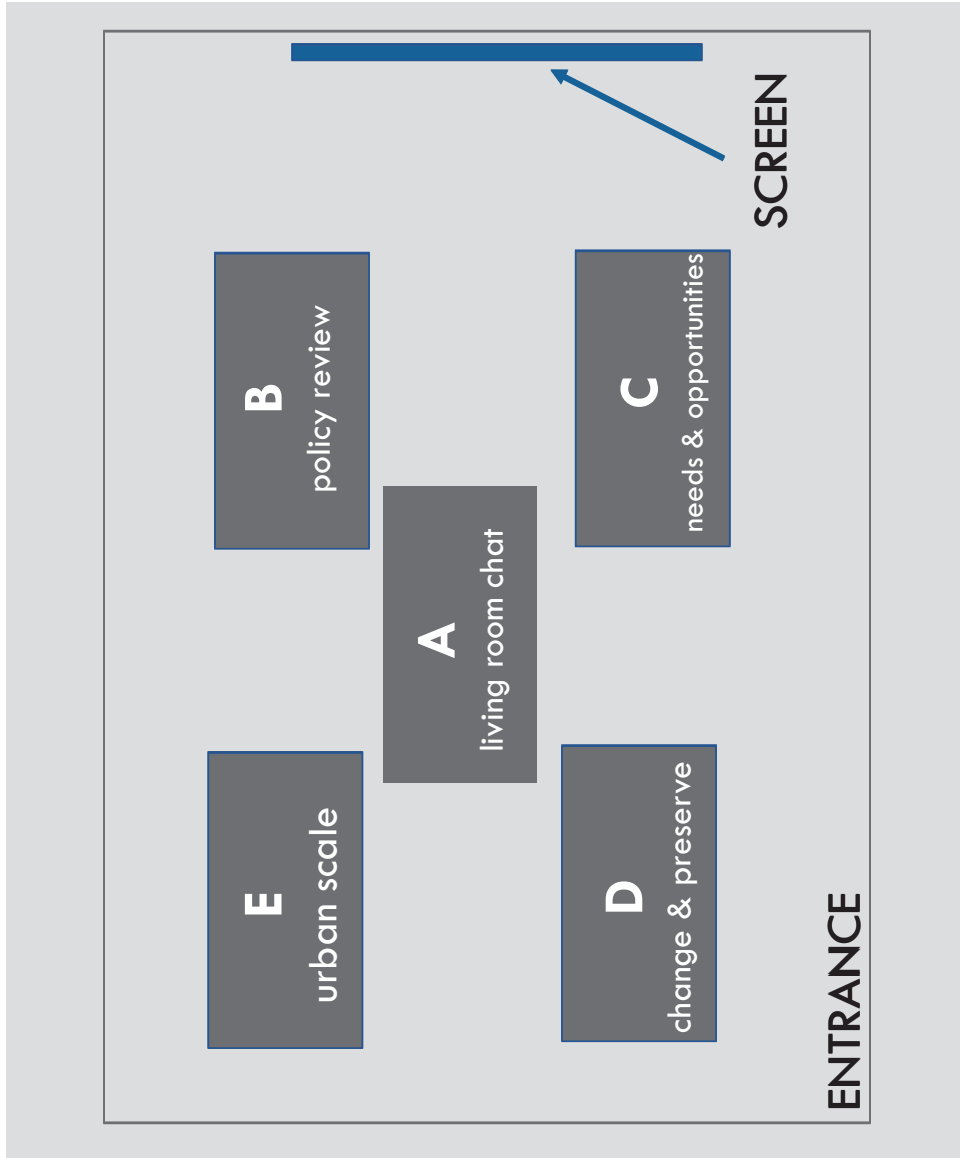 E
urban scale
B
policy review
A
living room chat
D
change & preserve
C
needs & opportunities
SCREEN
ENTRANCE